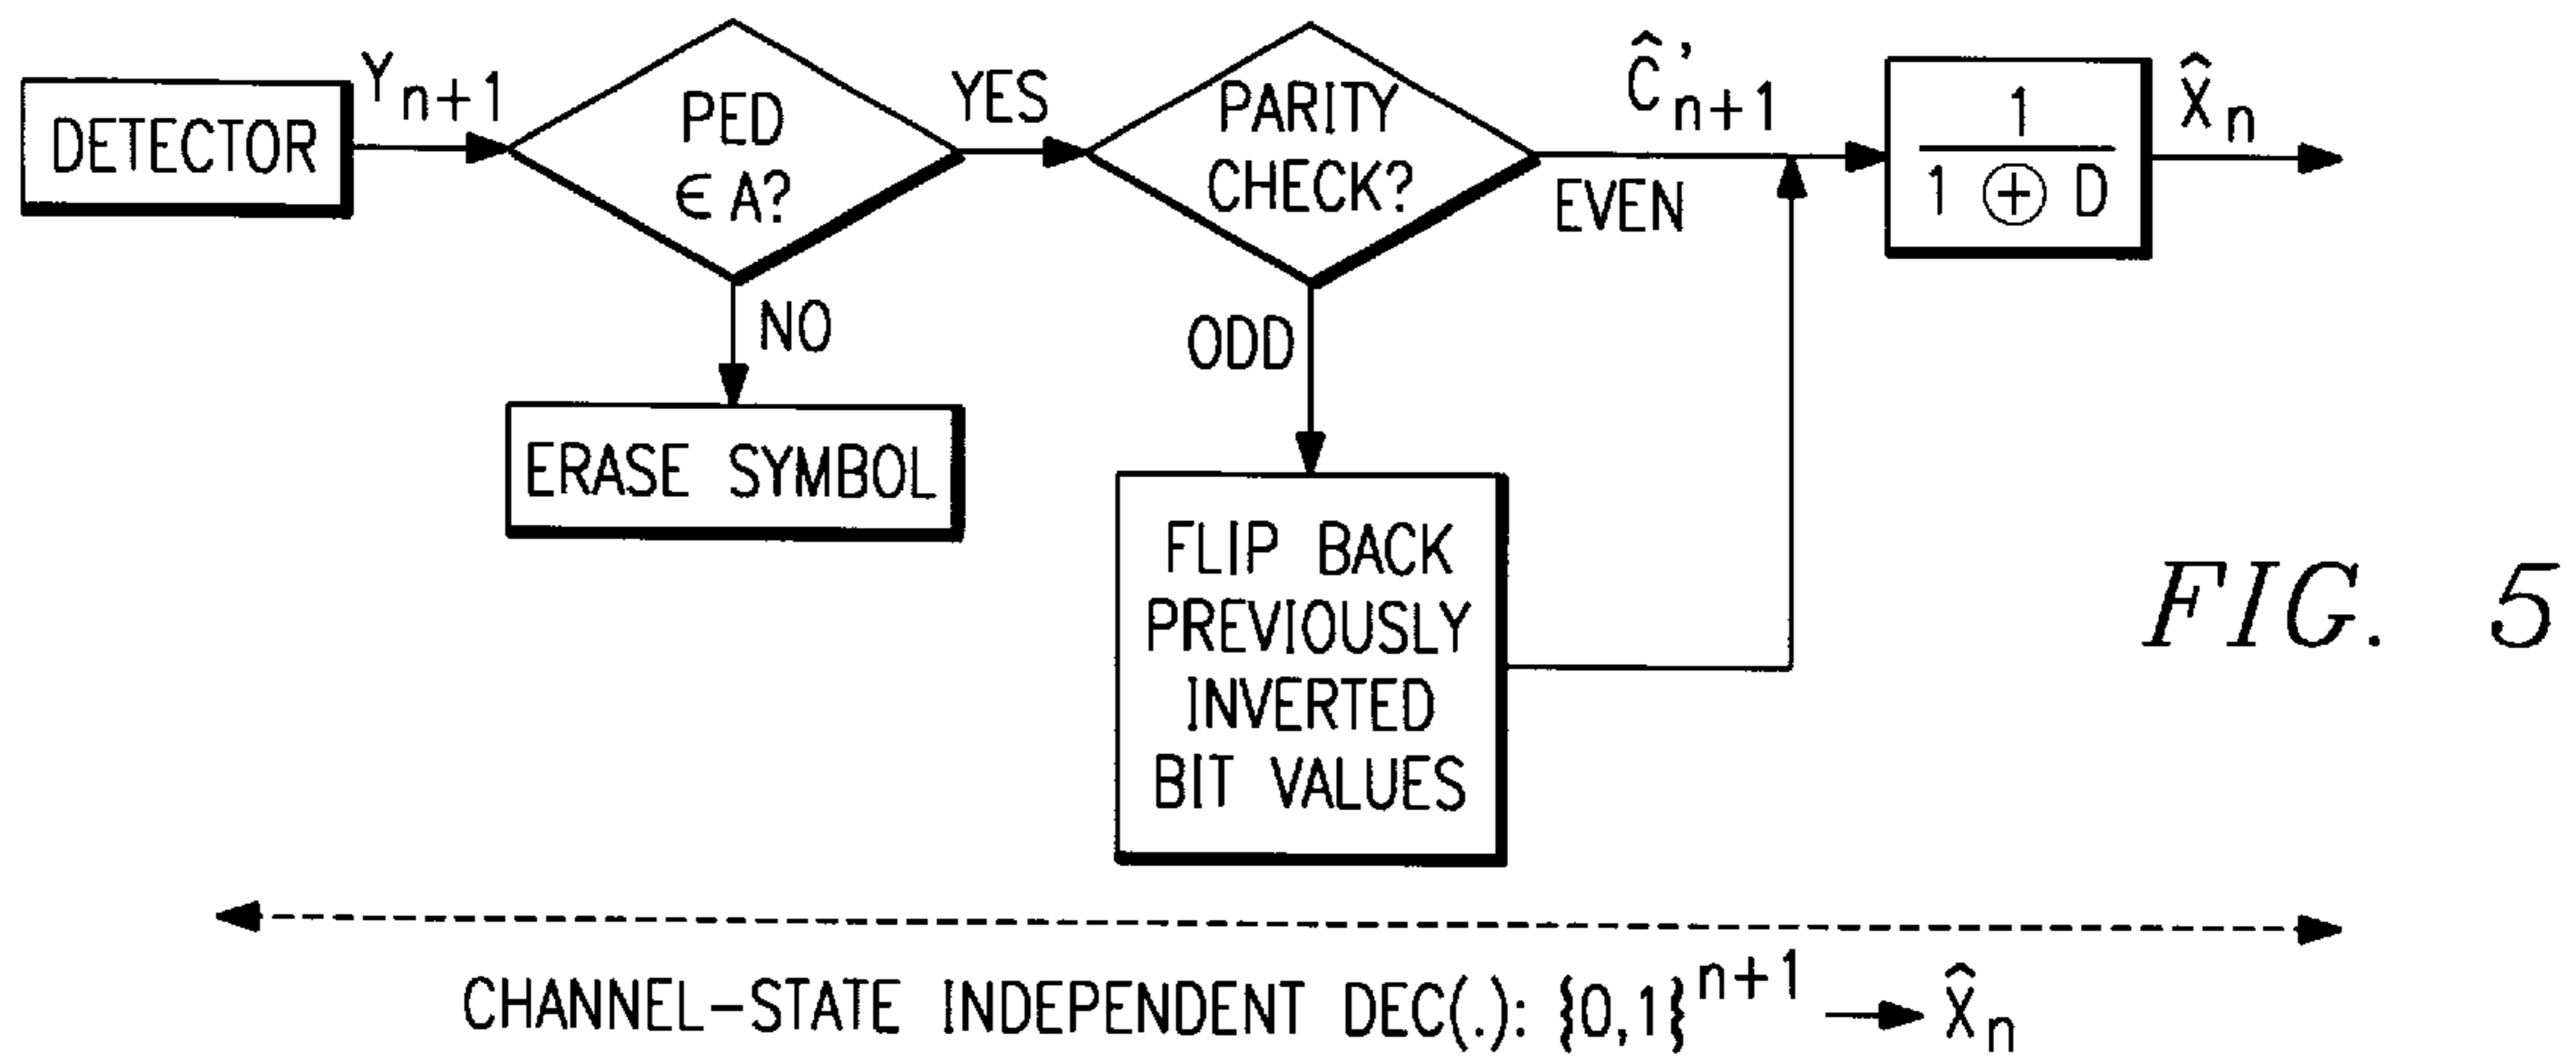 DETECTOR
Y n+1
PED
∈ A?
YES
NO
ERASE SYMBOL
PARITY
CHECK?
ODD
EVEN
FLIP BACK
PREVIOUSLY
INVERTED
BIT VALUES
Ĉ' n+1
1
1 ⊕ D
X̂ n
FIG. 5
CHANNEL-STATE INDEPENDENT DEC(.): {0,1} n+1 → X̂ n